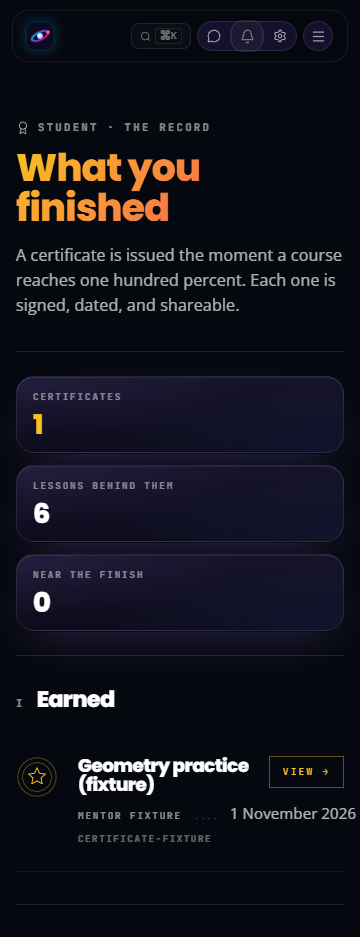 ⌘K
STUDENT · THE RECORD
What you
finished
A certificate is issued the moment a course
reaches one hundred percent. Each one is
signed, dated, and shareable.
CERTIFICATES
1
LESSONS BEHIND THEM
6
NEAR THE FINISH
0
I Earned
Geometry practice
(fixture)
VIEW →
MENTOR FIXTURE .... 1 November 2026
CERTIFICATE-FIXTURE